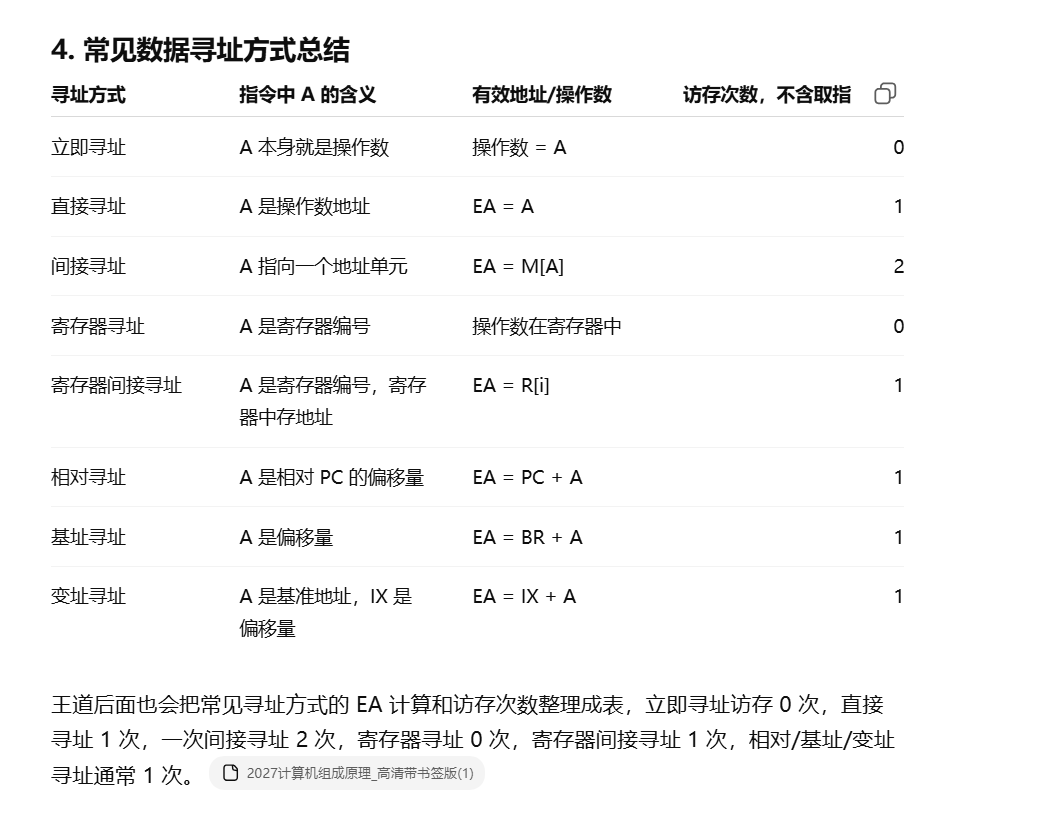 4. 常见数据寻址方式总结
寻址方式 指令中 A 的含义 有效地址/操作数 访存次数，不含取指
立即寻址 A 本身就是操作数 操作数 = A 0
直接寻址 A 是操作数地址 EA = A 1
间接寻址 A 指向一个地址单元 EA = M[A] 2
寄存器寻址 A 是寄存器编号 操作数在寄存器中 0
寄存器间接寻址 A 是寄存器编号，寄存 EA = R[i] 1
器中存地址
相对寻址 A 是相对 PC 的偏移量 EA = PC + A 1
基址寻址 A 是偏移量 EA = BR + A 1
变址寻址 A 是基准地址，IX 是 EA = IX + A 1
偏移量
王道后面也会把常见寻址方式的 EA 计算和访存次数整理成表，立即寻址访存 0 次，直接
寻址 1 次，一次间接寻址 2 次，寄存器寻址 0 次，寄存器间接寻址 1 次，相对/基址/变址
寻址通常 1 次。 2027计算机组成原理_高清带书签版(1)